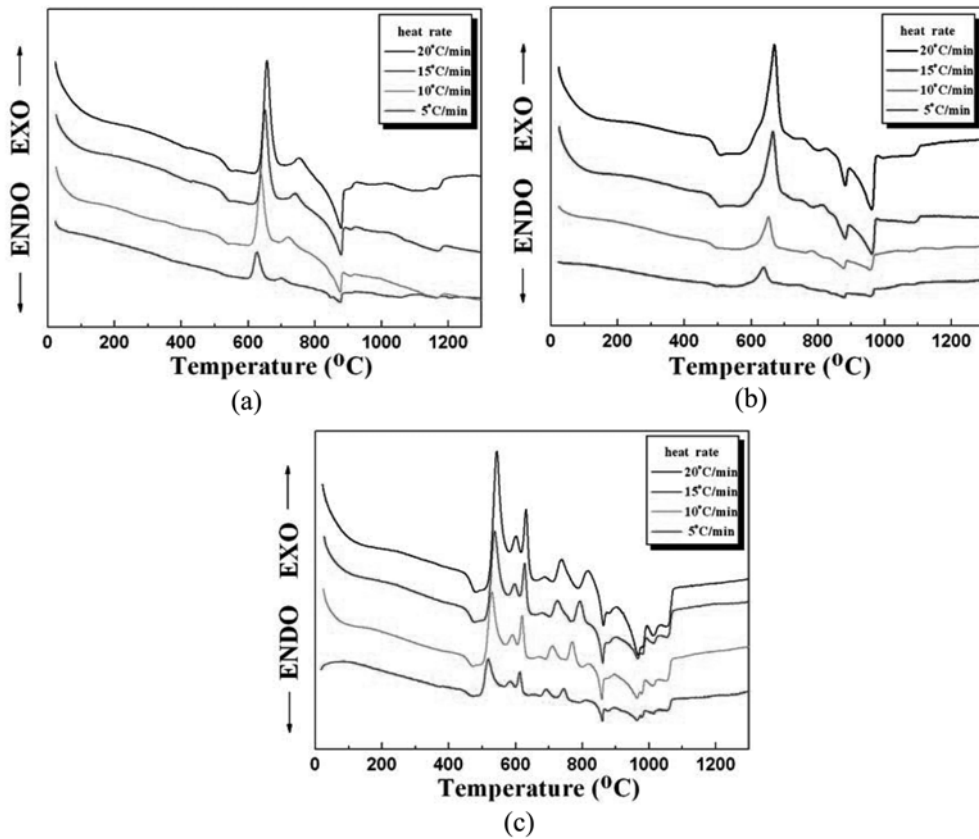 heat rate
20°C/min
15°C/min
10°C/min
5°C/min
EXO
ENDO
0 200 400 600 800 1000 1200
Temperature (⁰C)
(a)
heat rate
20°C/min
15°C/min
10°C/min
5°C/min
EXO
ENDO
0 200 400 600 800 1000 1200
Temperature (⁰C)
(b)
heat rate
20°C/min
15°C/min
10°C/min
5°C/min
EXO
ENDO
0 200 400 600 800 1000 1200
Temperature (⁰C)
(c)